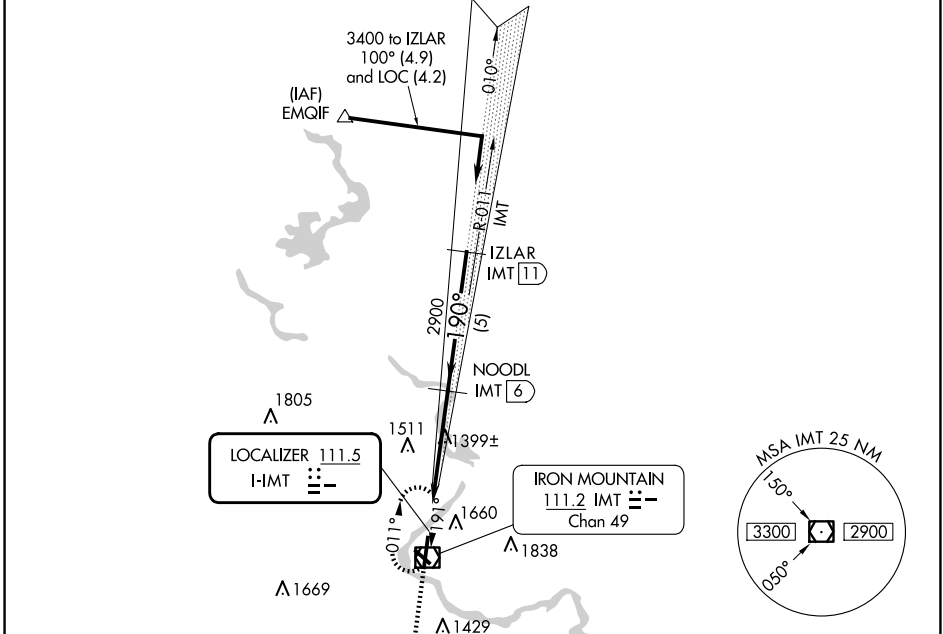 3400 to IZLAR
100° (4.9)
and LOC (4.2)
(IAF)
EMQIF
010°
R-011
IMT
IZLAR
IMT 11
2900
190°
(5)
NOODL
IMT 6
1805
1511
1399±
LOCALIZER 111.5
I-IMT
IRON MOUNTAIN
111.2 IMT
Chan 49
011°
191°
1660
1838
1669
1429
MSA IMT 25 NM
150°
3300
2900
050°